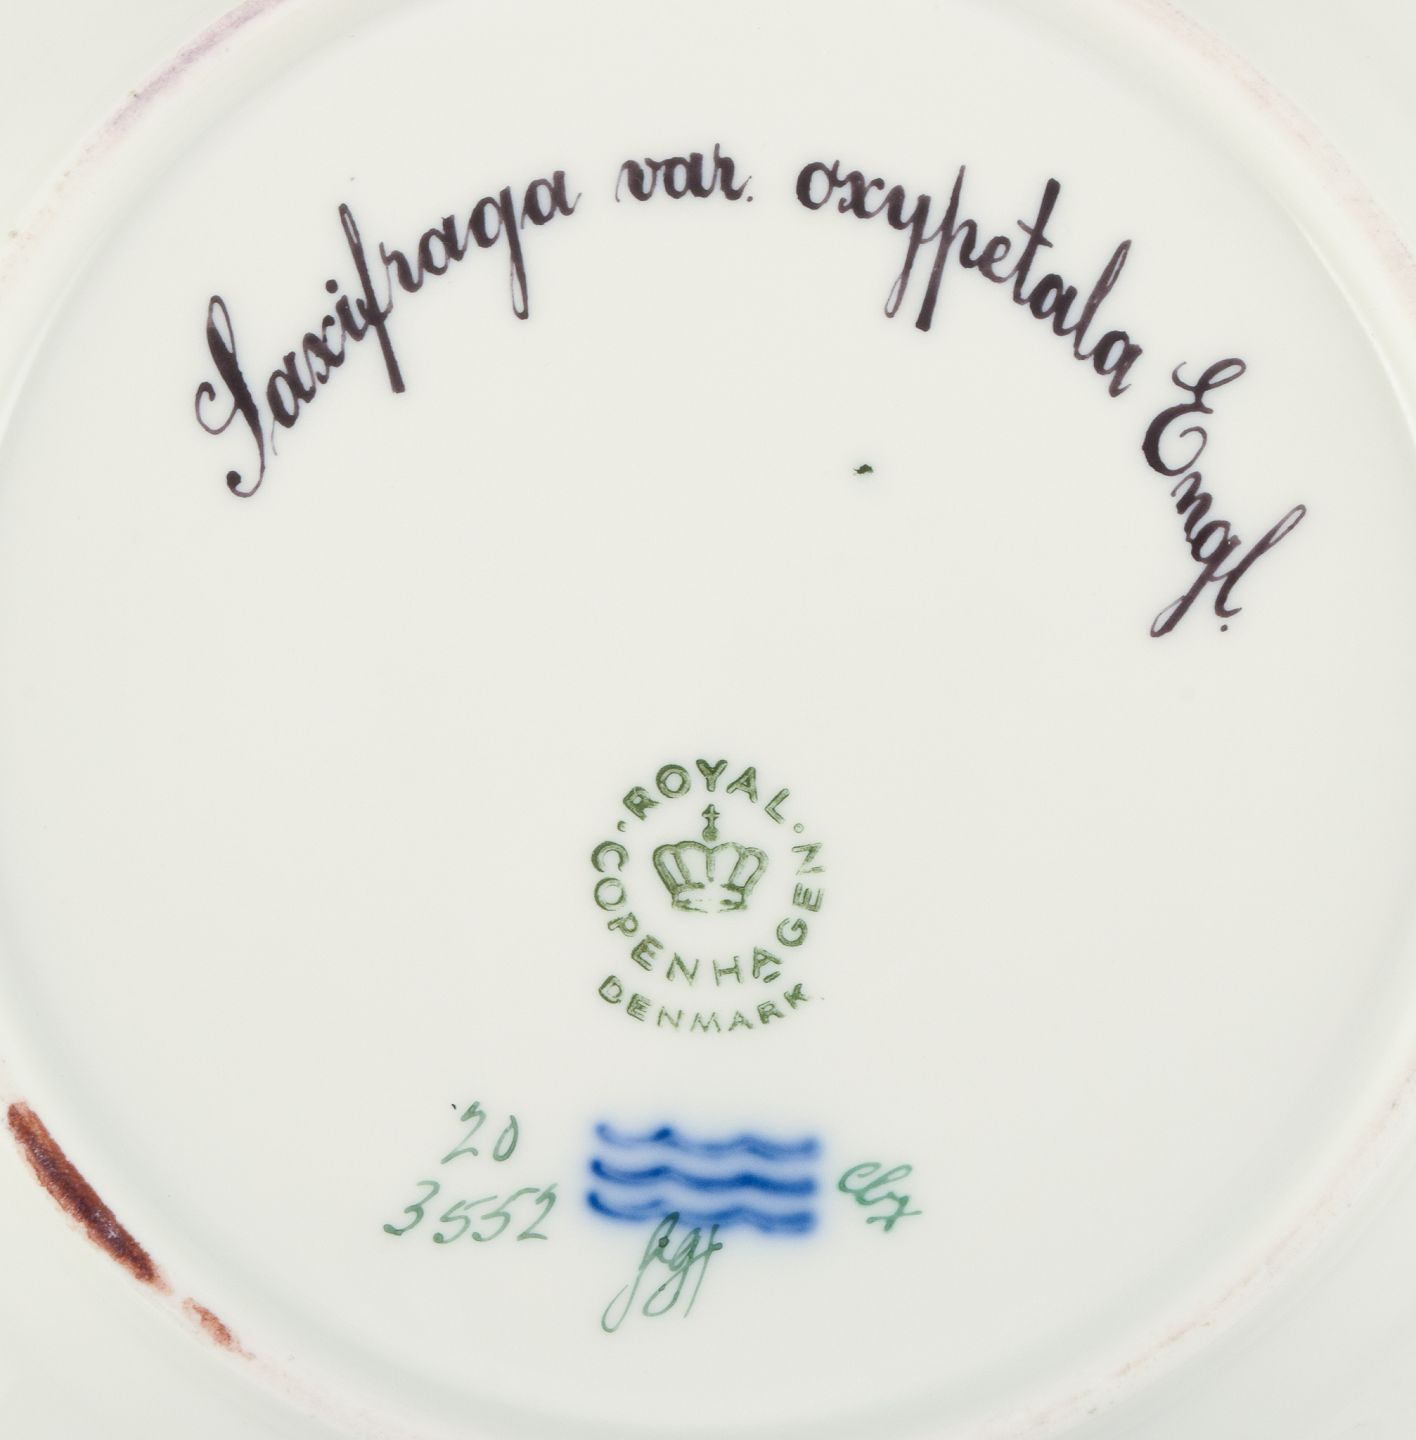 Saxifraga var. oxypetala Engl.
· ROYAL ·
COPENHAGEN
DENMARK
20
3552